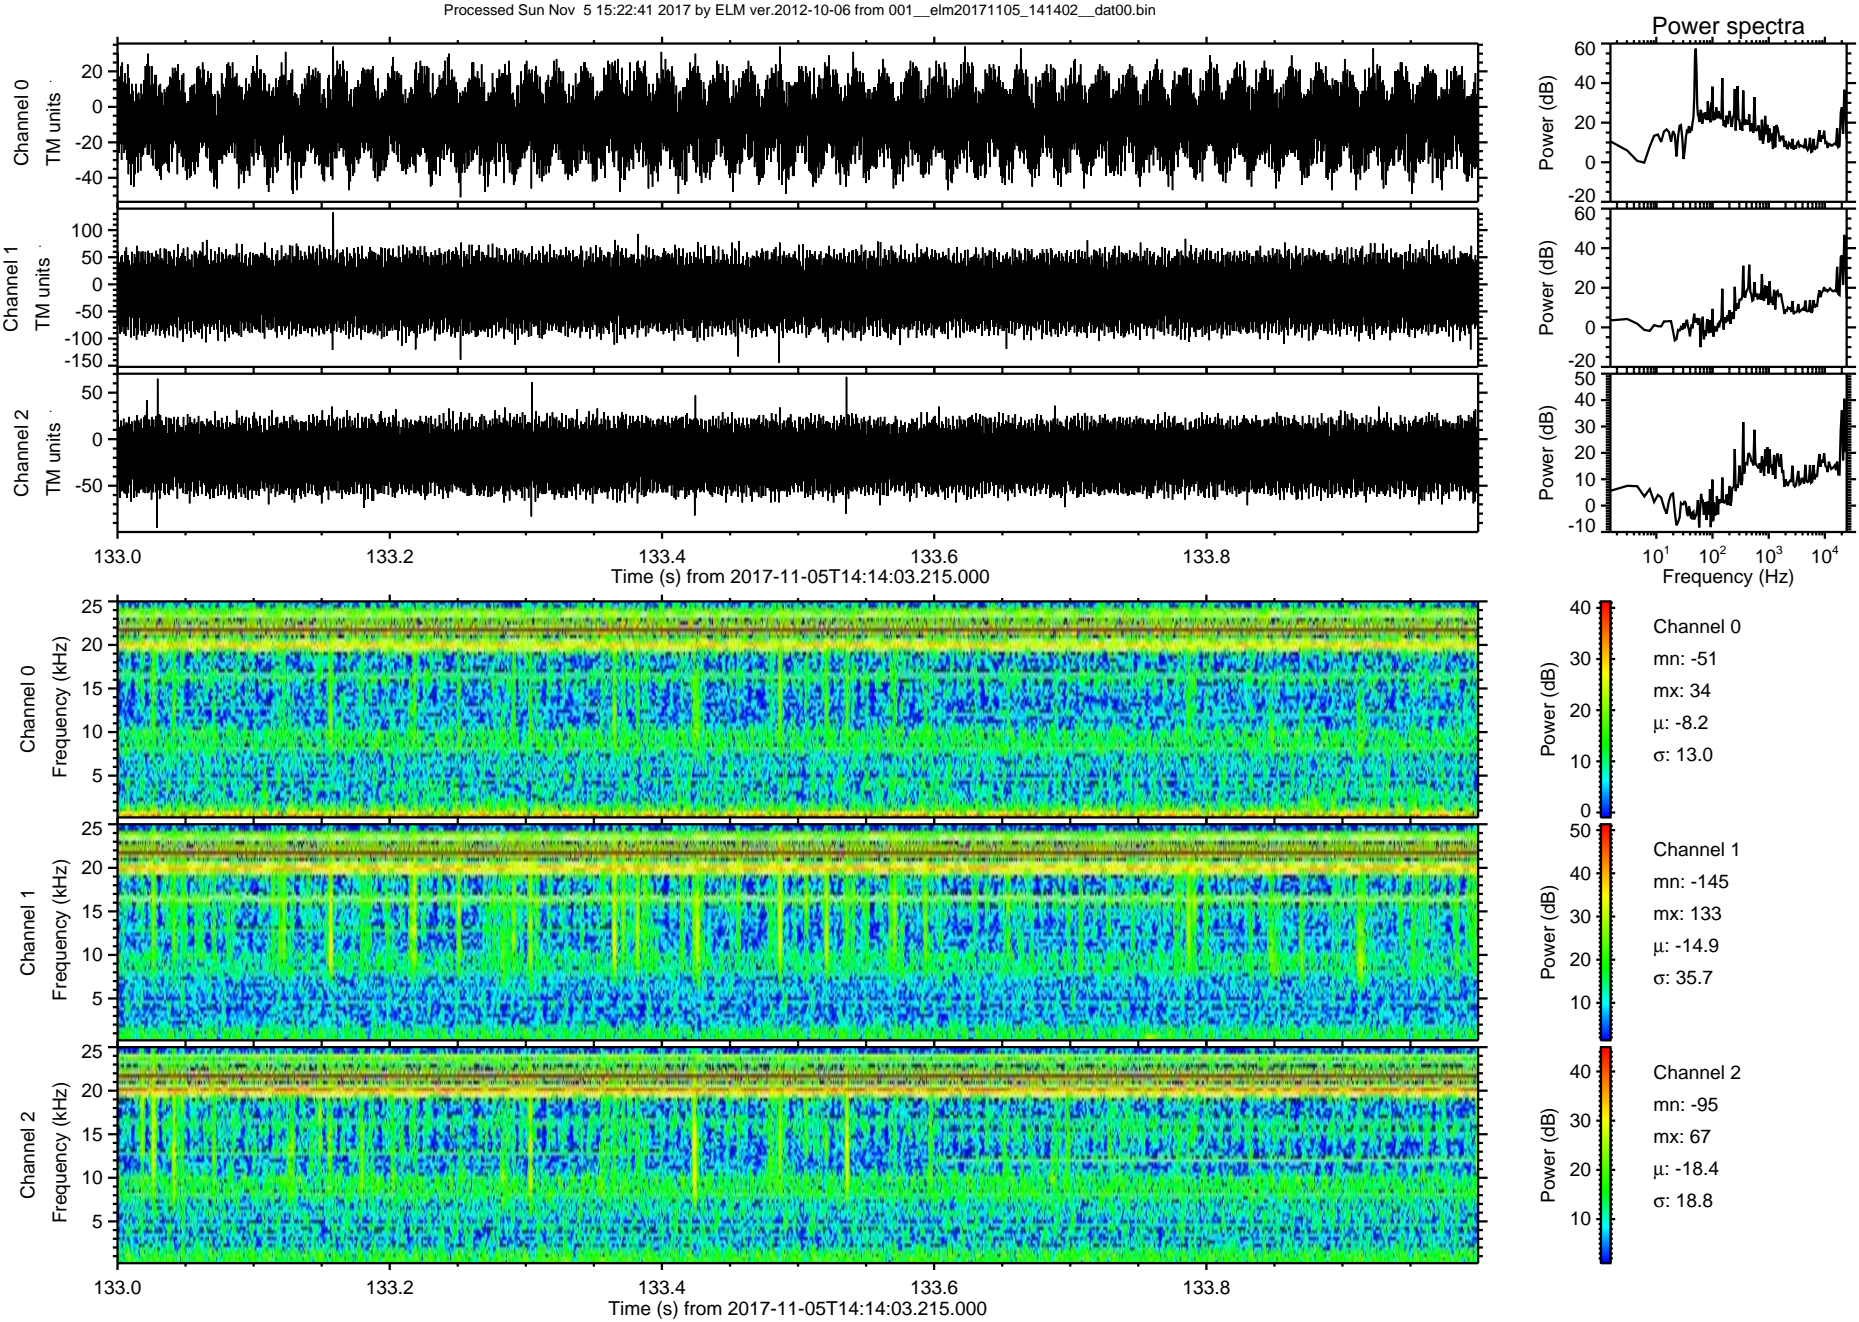 Processed Sun Nov  5 15:22:41 2017 by ELM ver.2012-10-06 from 001__elm20171105_141402__dat00.bin
Power spectra
Channel 0
TM units
20
0
-20
-40
Power (dB)
60
40
20
0
-20
Channel 1
TM units
100
50
0
-50
-100
-150
Power (dB)
60
40
20
0
-20
Channel 2
TM units
50
0
-50
Power (dB)
50
40
30
20
10
0
-10
133.0
133.2
133.4
133.6
133.8
Time (s) from 2017-11-05T14:14:03.215.000
10¹
10²
10³
10⁴
Frequency (Hz)
Channel 0
Frequency (kHz)
25
20
15
10
5
Power (dB)
40
30
20
10
0
Channel 0
mn: -51
mx: 34
μ: -8.2
σ: 13.0
Channel 1
Frequency (kHz)
25
20
15
10
5
Power (dB)
50
40
30
20
10
Channel 1
mn: -145
mx: 133
μ: -14.9
σ: 35.7
Channel 2
Frequency (kHz)
25
20
15
10
5
Power (dB)
40
30
20
10
Channel 2
mn: -95
mx: 67
μ: -18.4
σ: 18.8
133.0
133.2
133.4
133.6
133.8
Time (s) from 2017-11-05T14:14:03.215.000